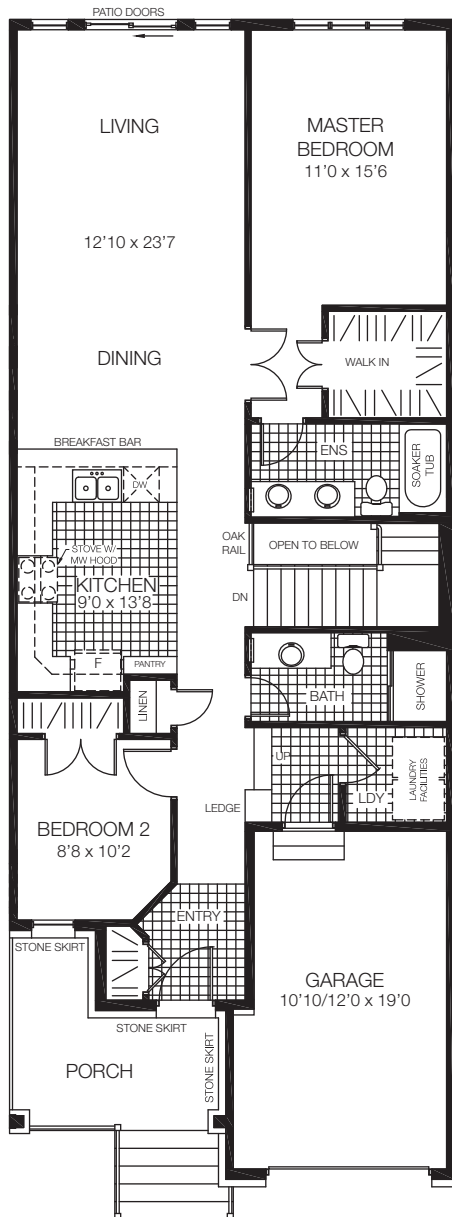 PATIO DOORS
LIVING
MASTER
BEDROOM
11'0 x 15'6
12'10 x 23'7
DINING
WALK IN
BREAKFAST BAR
ENS
SOAKER
TUB
DW
OAK
RAIL
OPEN TO BELOW
STOVE W/
MW HOOD
KITCHEN
9'0 x 13'8
DN
F
PANTRY
BATH
SHOWER
LINEN
UP
LDY
LAUNDRY
FACILITIES
LEDGE
BEDROOM 2
8'8 x 10'2
ENTRY
STONE SKIRT
GARAGE
10'10/12'0 x 19'0
STONE SKIRT
STONE SKIRT
PORCH